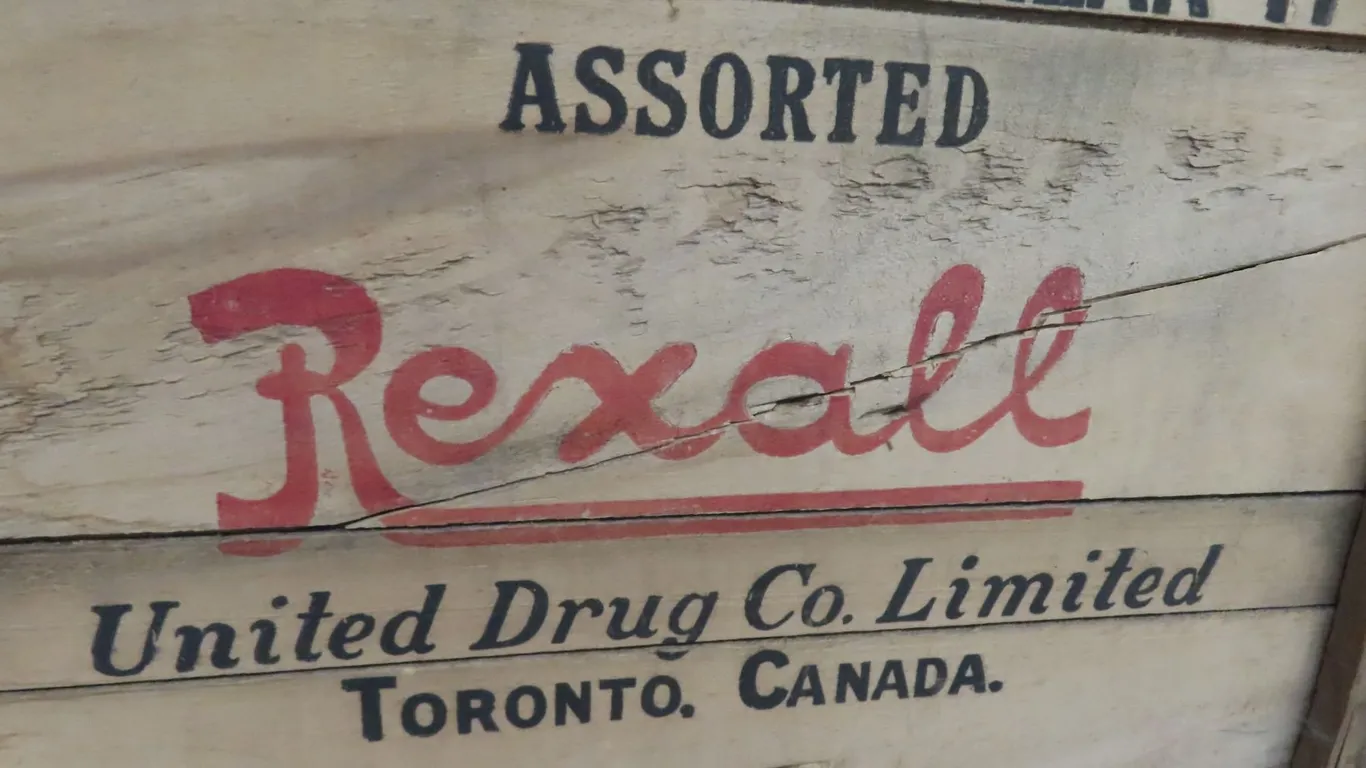 ASSORTED
Rexall
United Drug Co. Limited
TORONTO. CANADA.